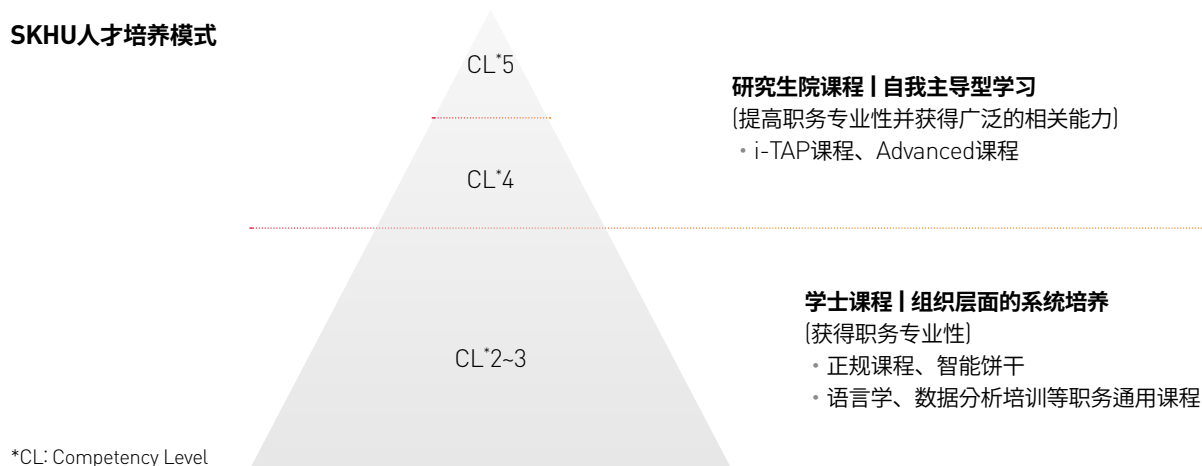 SKHU人才培养模式
CL*5
研究生院课程 | 自我主导型学习
(提高职务专业性并获得广泛的相关能力)
· i-TAP课程、Advanced课程
CL*4
学士课程 | 组织层面的系统培养
(获得职务专业性)
· 正规课程、智能饼干
· 语言学、数据分析培训等职务通用课程
CL*2~3
*CL: Competency Level